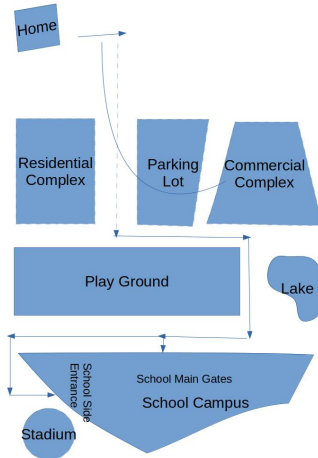 Home
Residential
Complex
Parking
Lot
Commercial
Complex
Play Ground
Lake
School Side
Entrance
School Main Gates
School Campus
Stadium